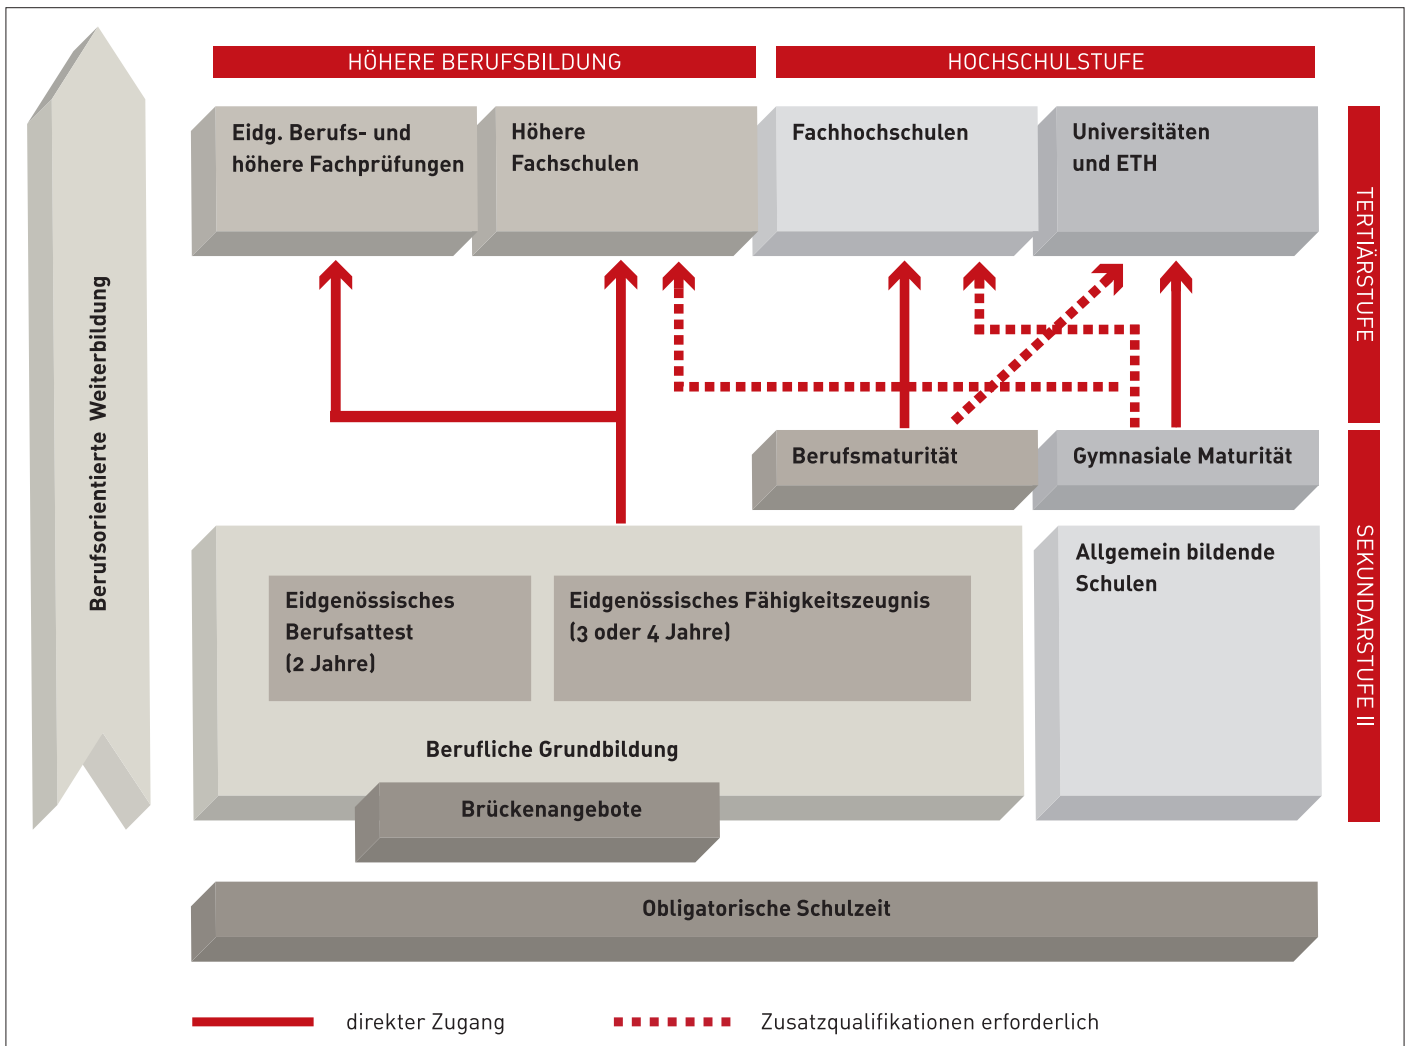 HÖHERE BERUFSBILDUNG
HOCHSCHULSTUFE
Eidg. Berufs- und
höhere Fachprüfungen
Höhere
Fachschulen
Fachhochschulen
Universitäten
und ETH
TERTIÄRSTUFE
Berufsorientierte Weiterbildung
Berufsmaturität
Gymnasiale Maturität
SEKUNDARSTUFE II
Eidgenössisches
Berufsattest
(2 Jahre)
Eidgenössisches Fähigkeitszeugnis
(3 oder 4 Jahre)
Allgemein bildende
Schulen
Berufliche Grundbildung
Brückenangebote
Obligatorische Schulzeit
direkter Zugang
Zusatzqualifikationen erforderlich